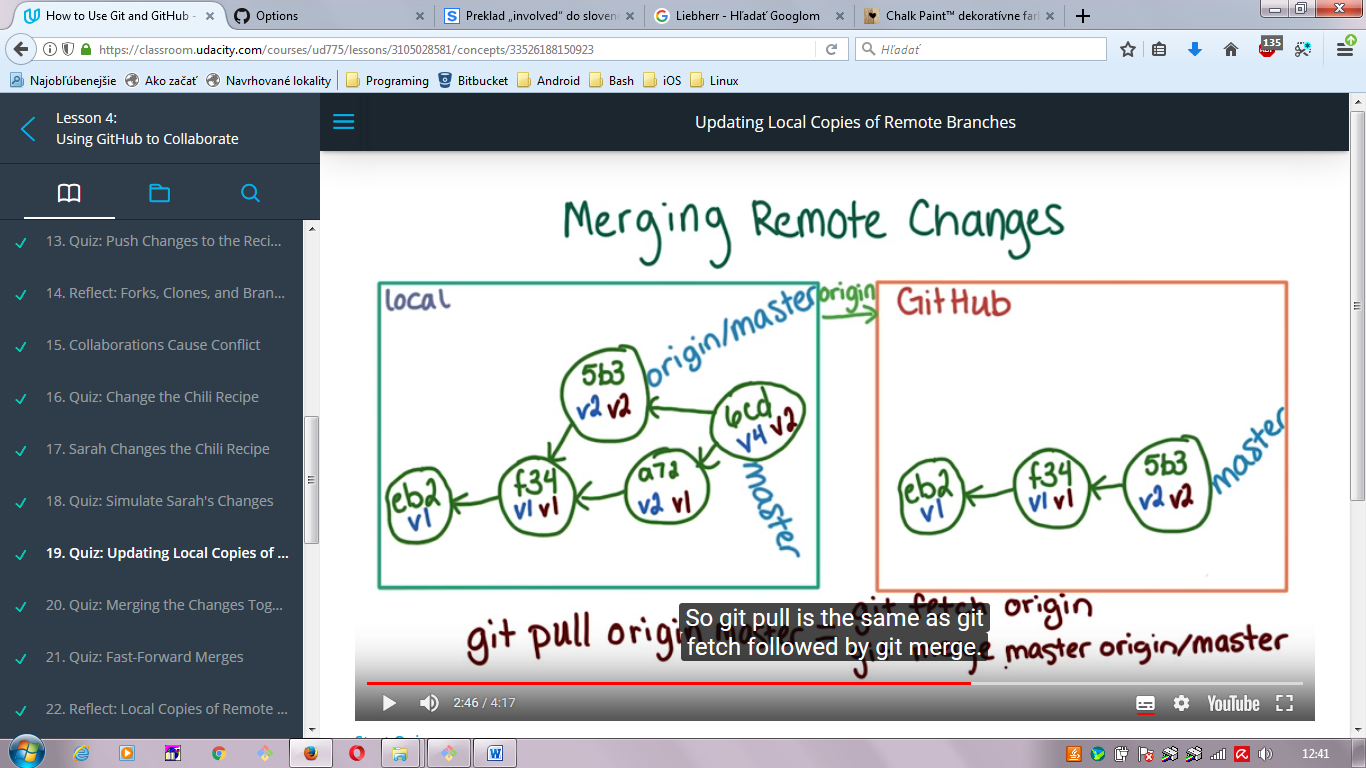 How to Use Git and GitHub -
Options
Preklad „involved“ do sloven
Liebherr - Hľadať Googlom
Chalk Paint™ dekoratívne far
https://classroom.udacity.com/courses/ud775/lessons/3105028581/concepts/33526188150923
Hľadať
135
Najobľúbenejšie
Ako začať
Navrhované lokality
Programing
Bitbucket
Android
Bash
iOS
Linux
Lesson 4:
Using GitHub to Collaborate
Updating Local Copies of Remote Branches
13. Quiz: Push Changes to the Reci...
14. Reflect: Forks, Clones, and Bran...
15. Collaborations Cause Conflict
16. Quiz: Change the Chili Recipe
17. Sarah Changes the Chili Recipe
18. Quiz: Simulate Sarah's Changes
19. Quiz: Updating Local Copies of ...
20. Quiz: Merging the Changes Tog...
21. Quiz: Fast-Forward Merges
22. Reflect: Local Copies of Remote ...
Merging Remote Changes
local
origin/master
origin
GitHub
5b3
v2 v2
6cd
v4 v2
master
eb2
v1
f34
v1 v1
a72
v2 v1
eb2
v1
f34
v1 v1
5b3
v2 v2
master
git pull origin master = git fetch origin
git merge master origin/master
So git pull is the same as git
fetch followed by git merge.
2:46 / 4:17
YouTube
12:41